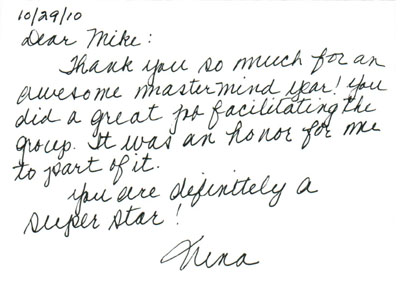 10/29/10
Dear Mike:
Thank you so much for an
awesome mastermind year! You
did a great job facilitating the
group. It was an honor for me
to part of it.
You are definitely a
super star!
Nina